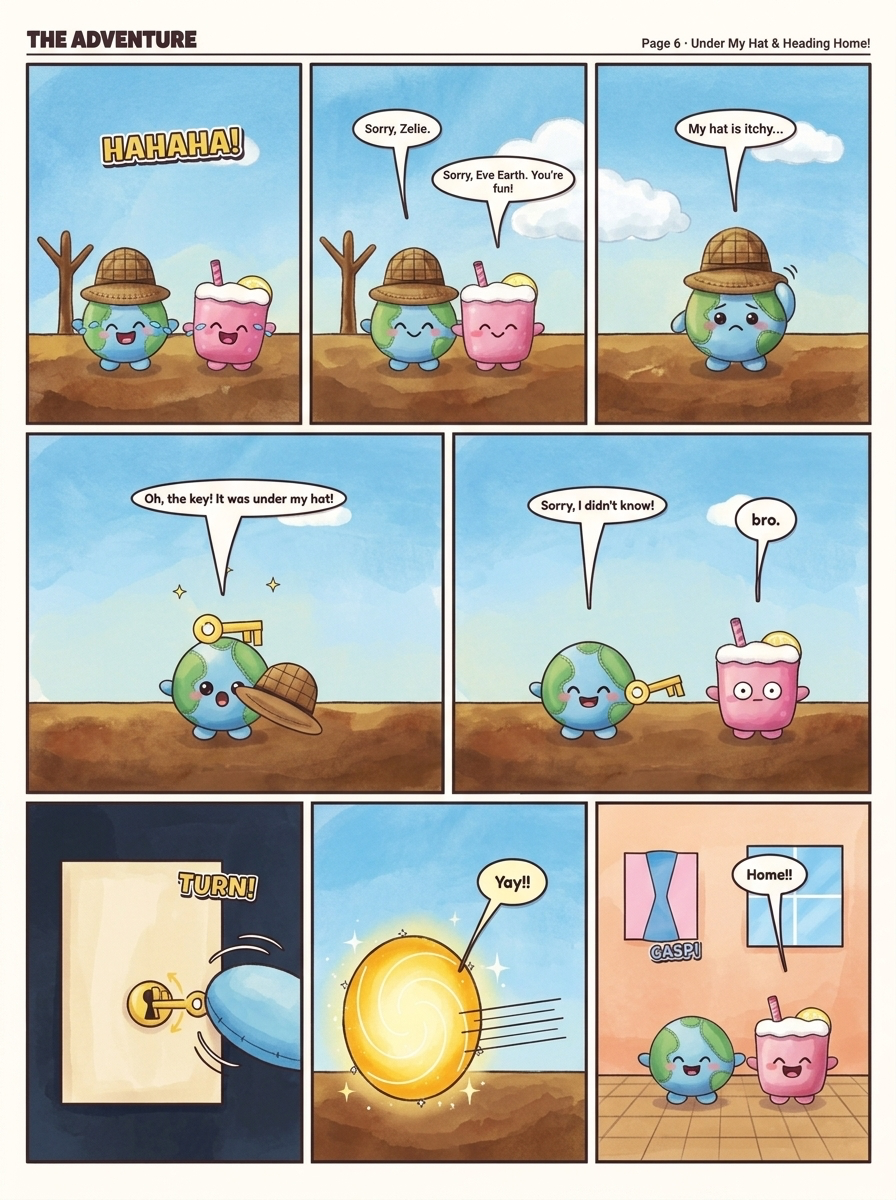 THE ADVENTURE
Page 6 · Under My Hat & Heading Home!
HAHAHA!
Sorry, Zelie.
Sorry, Eve Earth. You're
fun!
My hat is itchy...
Oh, the key! It was under my hat!
Sorry, I didn't know!
bro.
TURN!
Yay!!
Home!!
GASP!